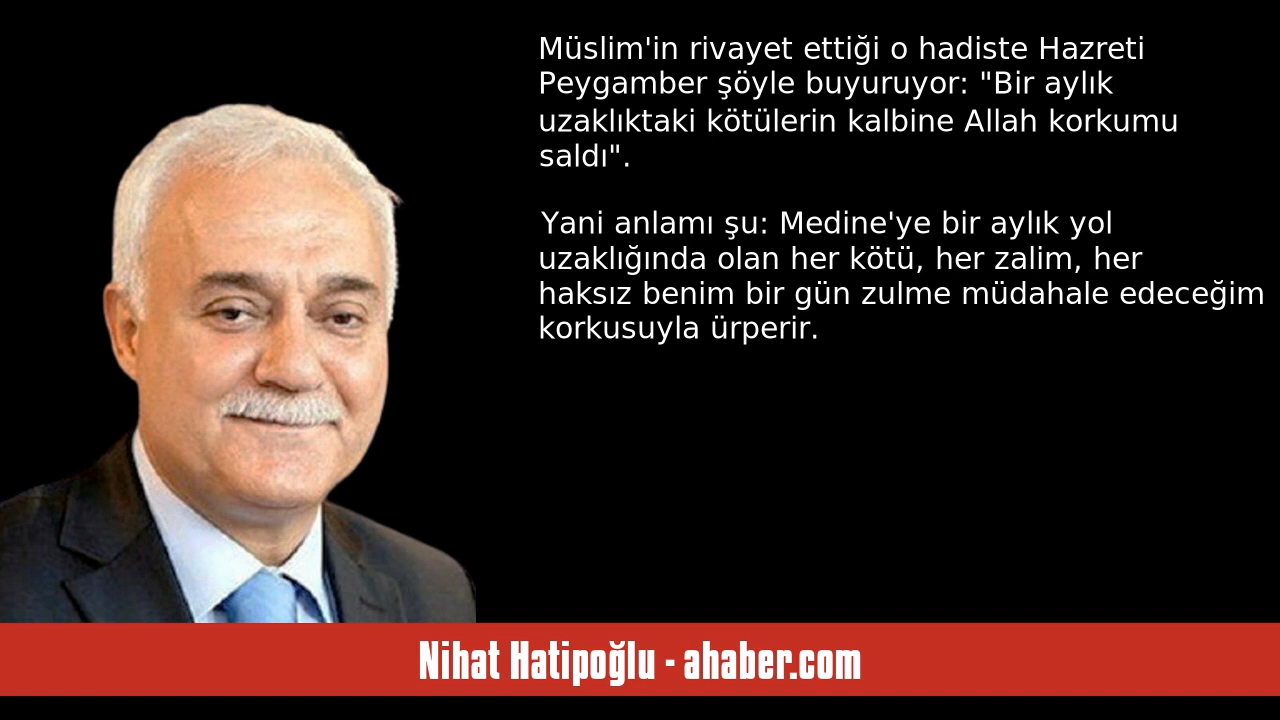 Müslim'in rivayet ettiği o hadiste Hazreti
Peygamber şöyle buyuruyor: "Bir aylık
uzaklıktaki kötülerin kalbine Allah korkumu
saldı".
Yani anlamı şu: Medine'ye bir aylık yol
uzaklığında olan her kötü, her zalim, her
haksız benim bir gün zulme müdahale edeceğim
korkusuyla ürperir.
Nihat Hatipoğlu - ahaber.com